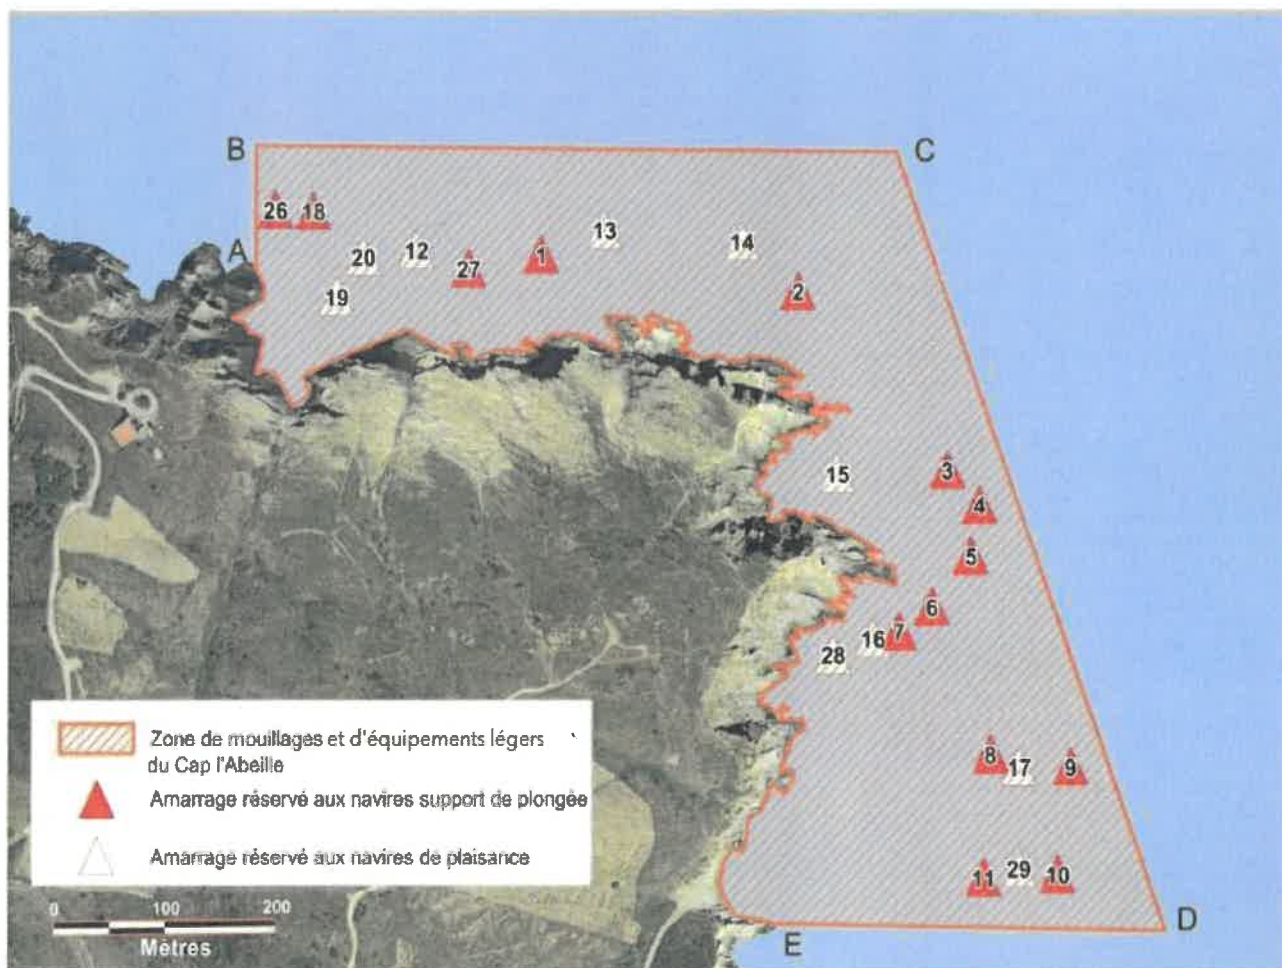 B
C
26
18
13
A
20
12
14
1
27
2
19
15
3
4
5
6
7
16
28
8
17
9
11
29
10
D
E
Zone de mouillages et d'équipements légers
du Cap l'Abeille
Amarrage réservé aux navires support de plongée
Amarrage réservé aux navires de plaisance
0 100 200
Mètres